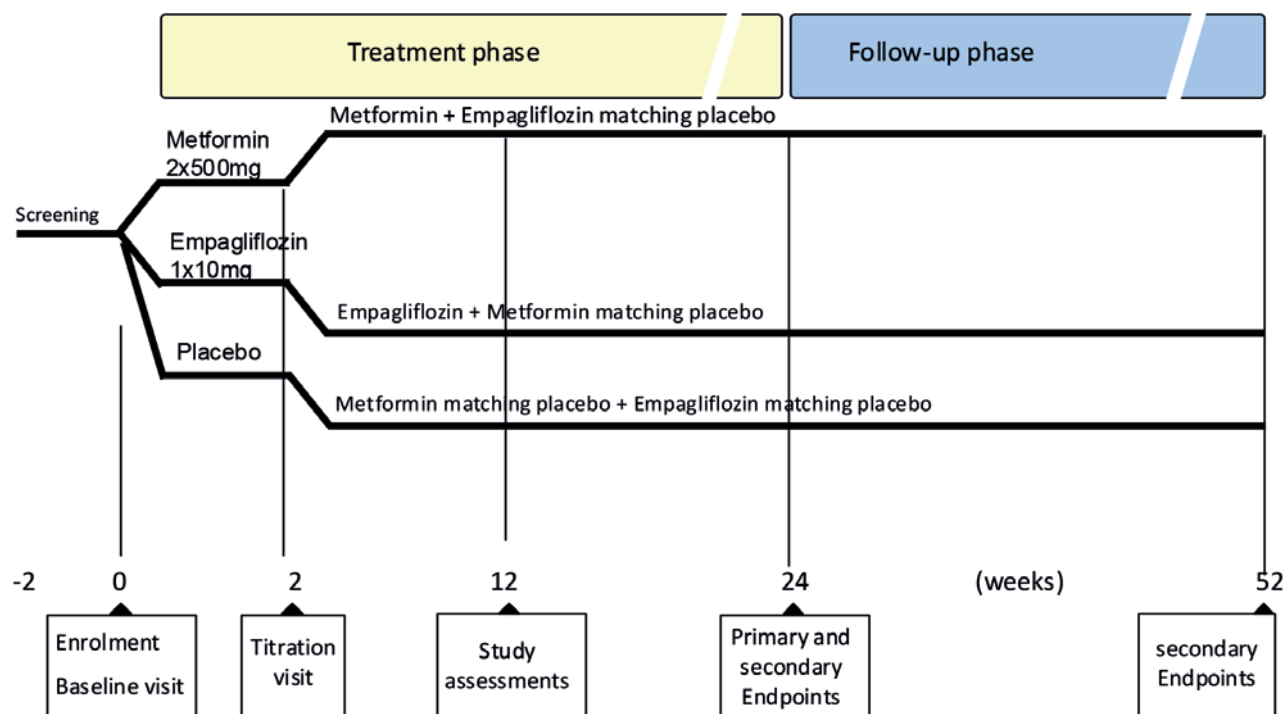 Treatment phase
Follow-up phase
Metformin + Empagliflozin matching placebo
Metformin
2x500mg
Screening
Empagliflozin
1x10mg
Empagliflozin + Metformin matching placebo
Placebo
Metformin matching placebo + Empagliflozin matching placebo
-2 0 2 12 24 (weeks) 52
Enrolment
Baseline visit
Titration
visit
Study
assessments
Primary and
secondary
Endpoints
secondary
Endpoints